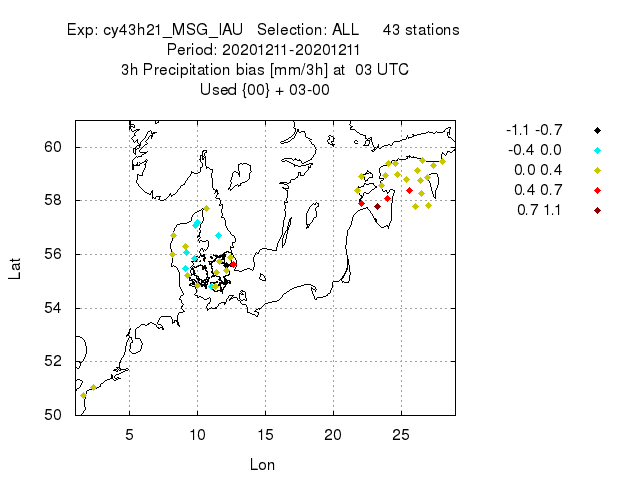 Exp: cy43h21_MSG_IAU Selection: ALL 43 stations
Period: 20201211-20201211
3h Precipitation bias [mm/3h] at 03 UTC
Used {00} + 03-00
-1.1 -0.7
-0.4 0.0
0.0 0.4
0.4 0.7
0.7 1.1
60
58
56
54
52
50
Lat
5 10 15 20 25
Lon